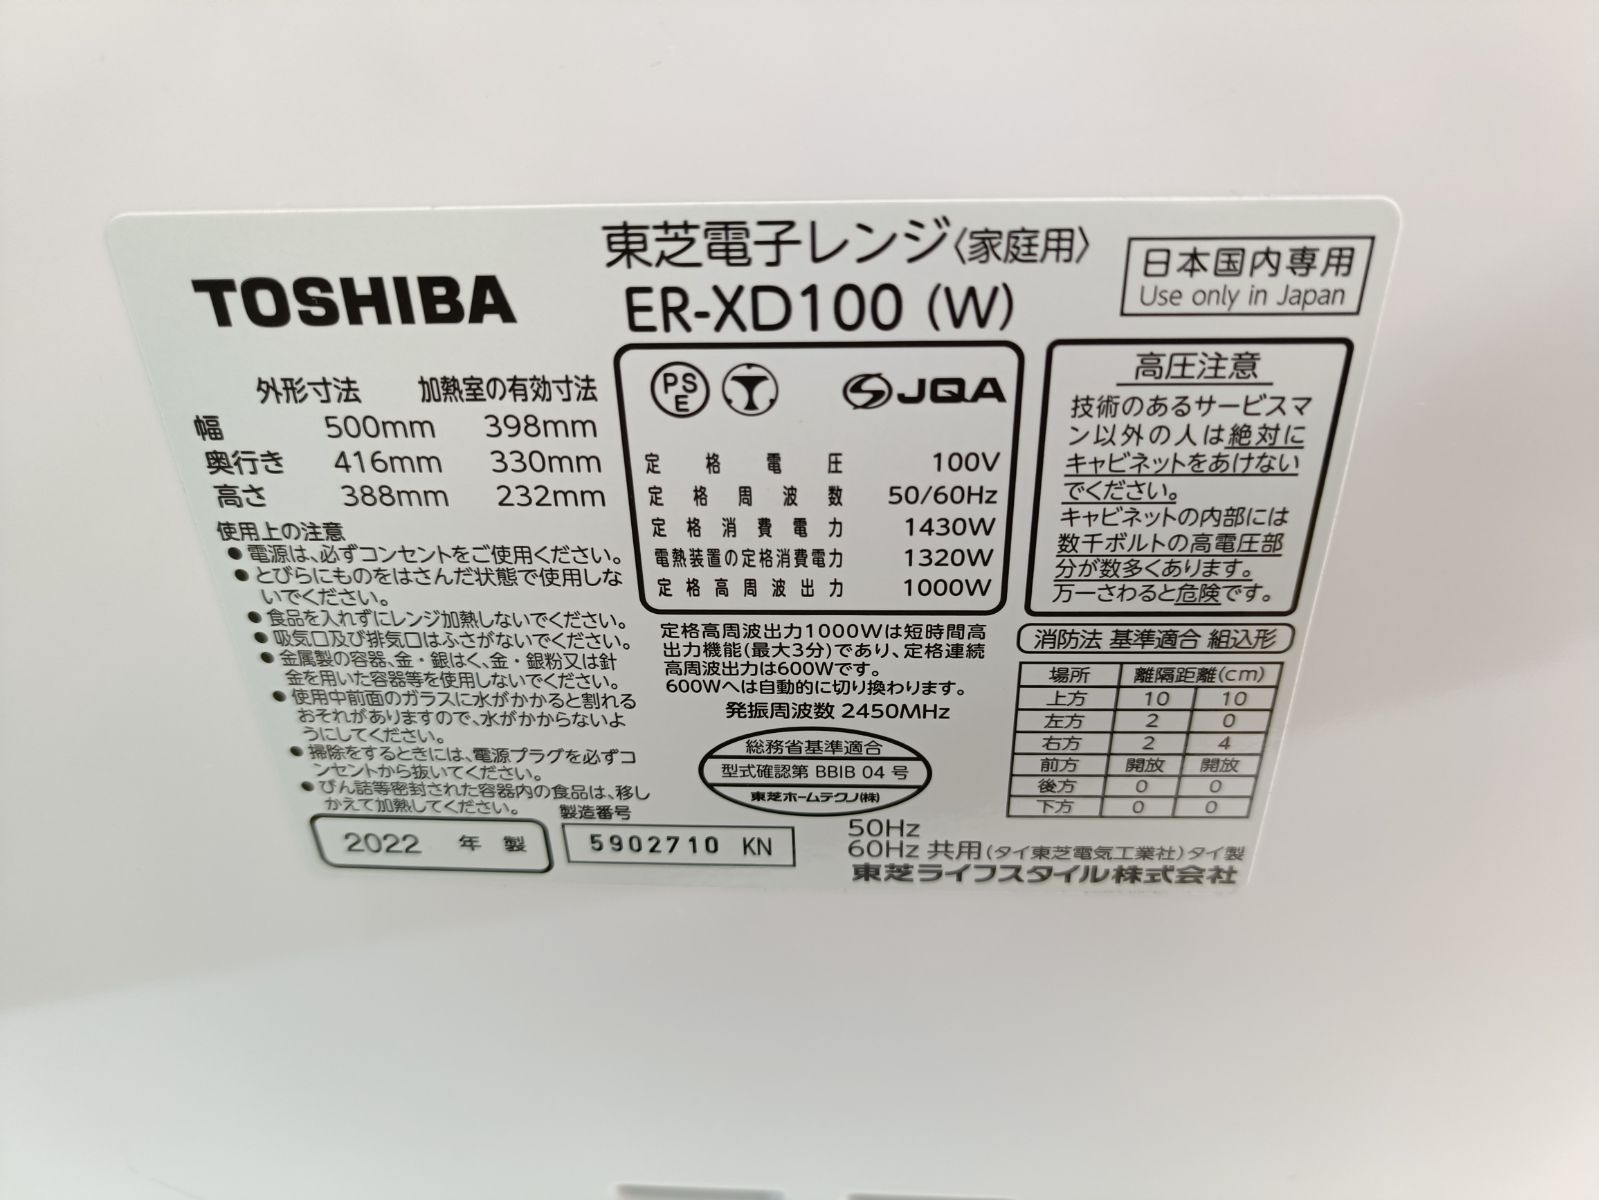 東芝電子レンジ〈家庭用〉
TOSHIBA
ER-XD100 (W)
日本国内専用
Use only in Japan
外形寸法 加熱室の有効寸法
幅 500mm 398mm
奥行き 416mm 330mm
高さ 388mm 232mm
使用上の注意
●電源は、必ずコンセントをご使用ください。
●とびらにものをはさんだ状態で使用しな
いでください。
●食品を入れずにレンジ加熱しないでください。
●吸気口及び排気口はふさがないでください。
●金属製の容器、金・銀はく、金・銀粉又は針
金を用いた容器等を使用しないでください。
●使用中前面のガラスに水がかかると割れる
おそれがありますので、水がかからないよ
うにしてください。
●掃除をするときには、電源プラグを必ずコ
ンセントから抜いてください。
●びん詰等密封された容器内の食品は、移し
かえて加熱してください。
2022 年 製
製造番号
5902710 KN
PS
E
JQA
定格電圧 100V
定格周波数 50/60Hz
定格消費電力 1430W
電熱装置の定格消費電力 1320W
定格高周波出力 1000W
定格高周波出力1000Wは短時間高
出力機能(最大3分)であり、定格連続
高周波出力は600Wです。
600Wへは自動的に切り換わります。
発振周波数 2450MHz
総務省基準適合
型式確認第 BBIB 04 号
東芝ホームテクノ(株)
高圧注意
技術のあるサービスマ
ン以外の人は絶対に
キャビネットをあけない
でください。
キャビネットの内部には
数千ボルトの高電圧部
分が数多くあります。
万一さわると危険です。
消防法 基準適合 組込形
場所 離隔距離(cm)
上方 10 10
左方 2 0
右方 2 4
前方 開放 開放
後方 0 0
下方 0 0
50Hz
60Hz 共用(タイ東芝電気工業社)タイ製
東芝ライフスタイル株式会社